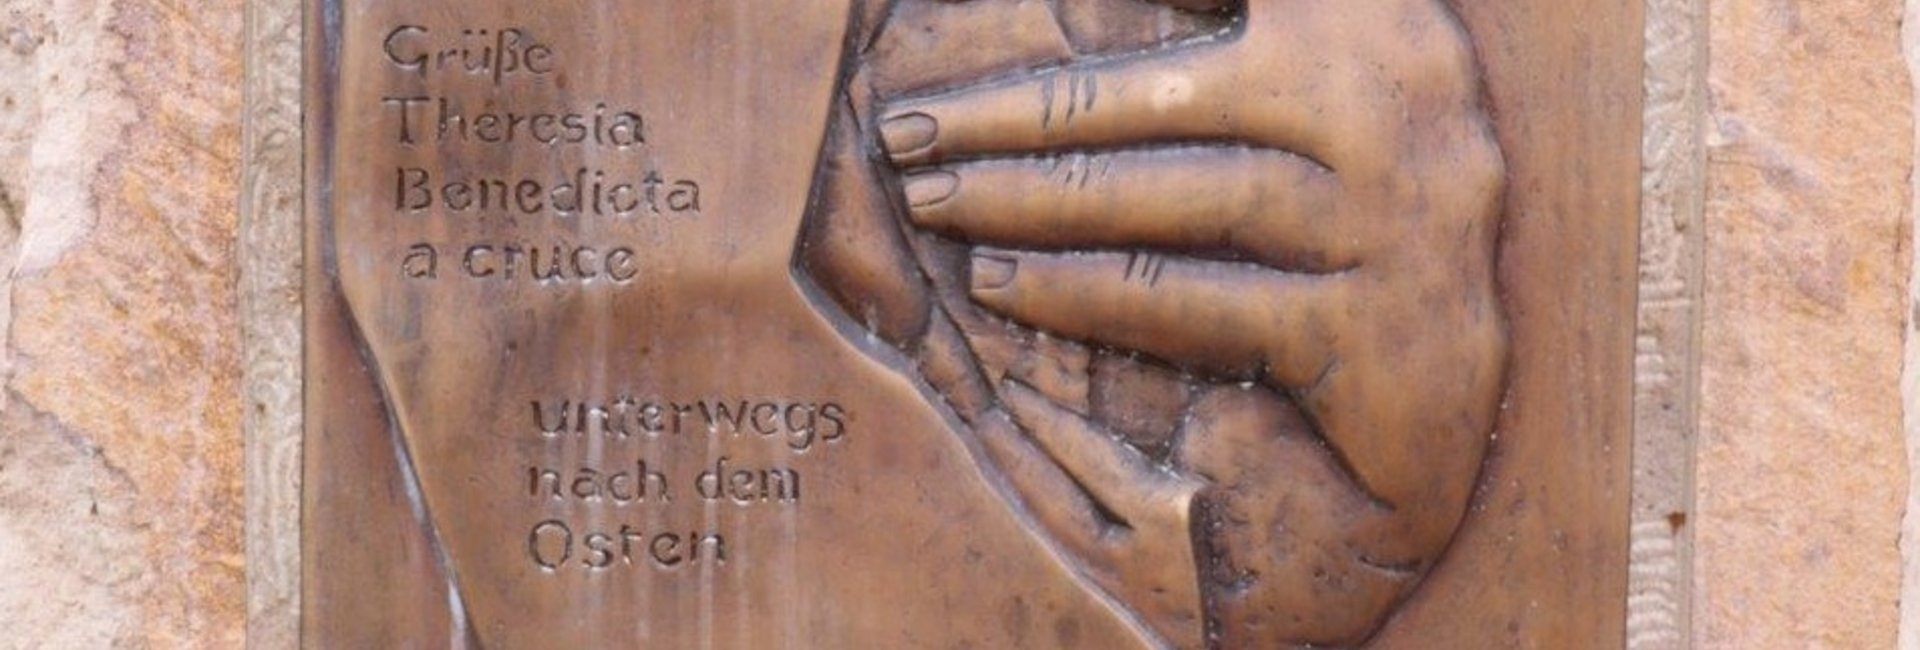 Grüße
Theresia
Benedicta
a cruce
unterwegs
nach dem
Osten